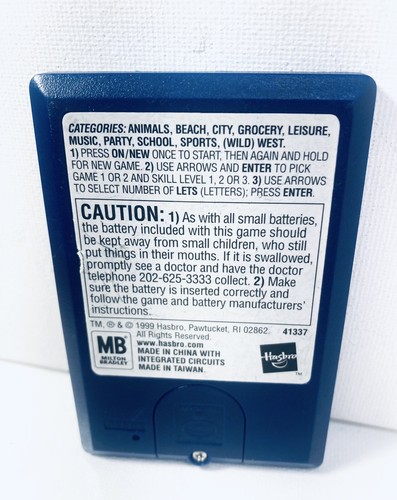 CATEGORIES: ANIMALS, BEACH, CITY, GROCERY, LEISURE,
MUSIC, PARTY, SCHOOL, SPORTS, (WILD) WEST.
1) PRESS ON/NEW ONCE TO START, THEN AGAIN AND HOLD
FOR NEW GAME. 2) USE ARROWS AND ENTER TO PICK
GAME 1 OR 2 AND SKILL LEVEL 1, 2 OR 3. 3) USE ARROWS
TO SELECT NUMBER OF LETS (LETTERS); PRESS ENTER.
CAUTION: 1) As with all small batteries,
the battery included with this game should
be kept away from small children, who still
put things in their mouths. If it is swallowed,
promptly see a doctor and have the doctor
telephone 202-625-3333 collect. 2) Make
sure the battery is inserted correctly and
follow the game and battery manufacturers'
instructions.
TM, ® & © 1999 Hasbro, Pawtucket, RI 02862. 41337
All Rights Reserved.
www.hasbro.com
MADE IN CHINA WITH
INTEGRATED CIRCUITS
MADE IN TAIWAN.
MB
MILTON
BRADLEY
Hasbro
TM